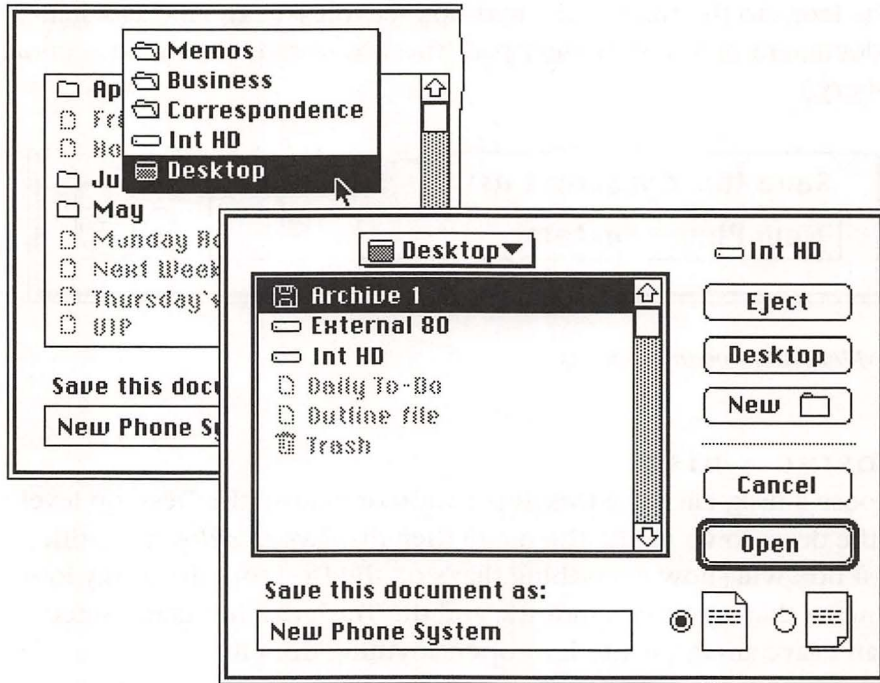 Memos
Business
Correspondence
Int HD
Desktop
Ap
Fri
Ju
May
Monday Re
Next Week
Thursday's
VIP
Save this docu
New Phone Sy
Desktop
Archive 1
External 80
Int HD
Daily To-Do
Outline file
Trash
Save this document as:
New Phone System
Int HD
Eject
Desktop
New
Cancel
Open